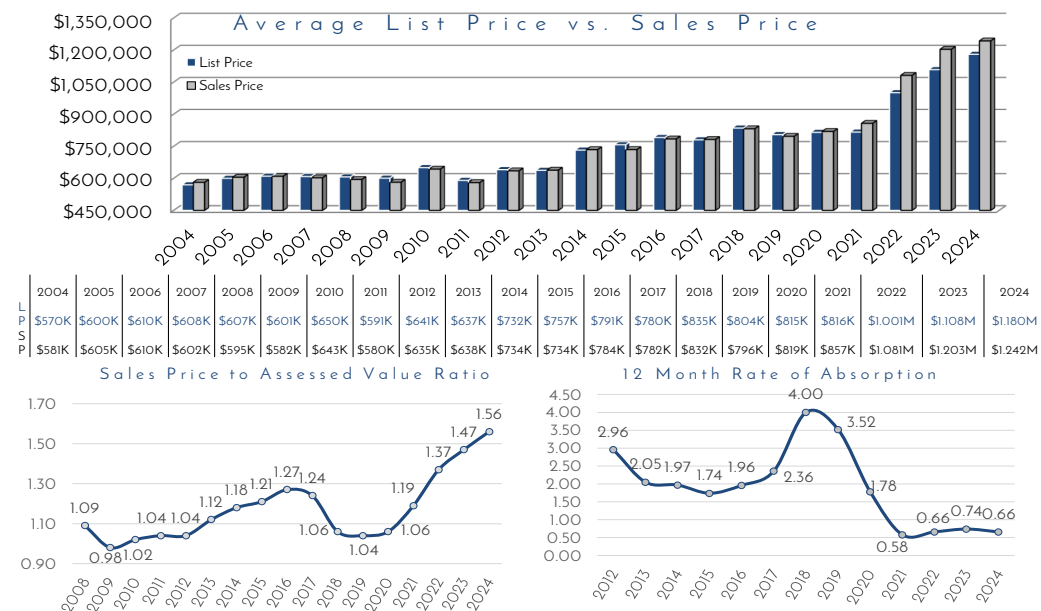 Average List Price vs. Sales Price
$1,350,000
$1,200,000
$1,050,000
$900,000
$750,000
$600,000
$450,000
List Price
Sales Price
2004 2005 2006 2007 2008 2009 2010 2011 2012 2013 2014 2015 2016 2017 2018 2019 2020 2021 2022 2023 2024
2004 2005 2006 2007 2008 2009 2010 2011 2012 2013 2014 2015 2016 2017 2018 2019 2020 2021 2022 2023 2024
LP $570K $600K $610K $608K $607K $601K $650K $591K $641K $637K $732K $757K $791K $780K $835K $804K $815K $816K $1.001M $1.108M $1.180M
SP $581K $605K $610K $602K $595K $582K $643K $580K $635K $638K $734K $734K $784K $782K $832K $796K $819K $857K $1.081M $1.203M $1.242M
Sales Price to Assessed Value Ratio
1.70
1.50
1.30
1.10
0.90
1.09 0.98 1.02 1.04 1.04 1.12 1.18 1.21 1.27 1.24 1.06 1.04 1.06 1.19 1.37 1.47 1.56
2008 2009 2010 2011 2012 2013 2014 2015 2016 2017 2018 2019 2020 2021 2022 2023 2024
12 Month Rate of Absorption
4.50
4.00
3.50
3.00
2.50
2.00
1.50
1.00
0.50
0.00
2.96 2.05 1.97 1.74 1.96 2.36 4.00 3.52 1.78 0.58 0.66 0.74 0.66
2012 2013 2014 2015 2016 2017 2018 2019 2020 2021 2022 2023 2024